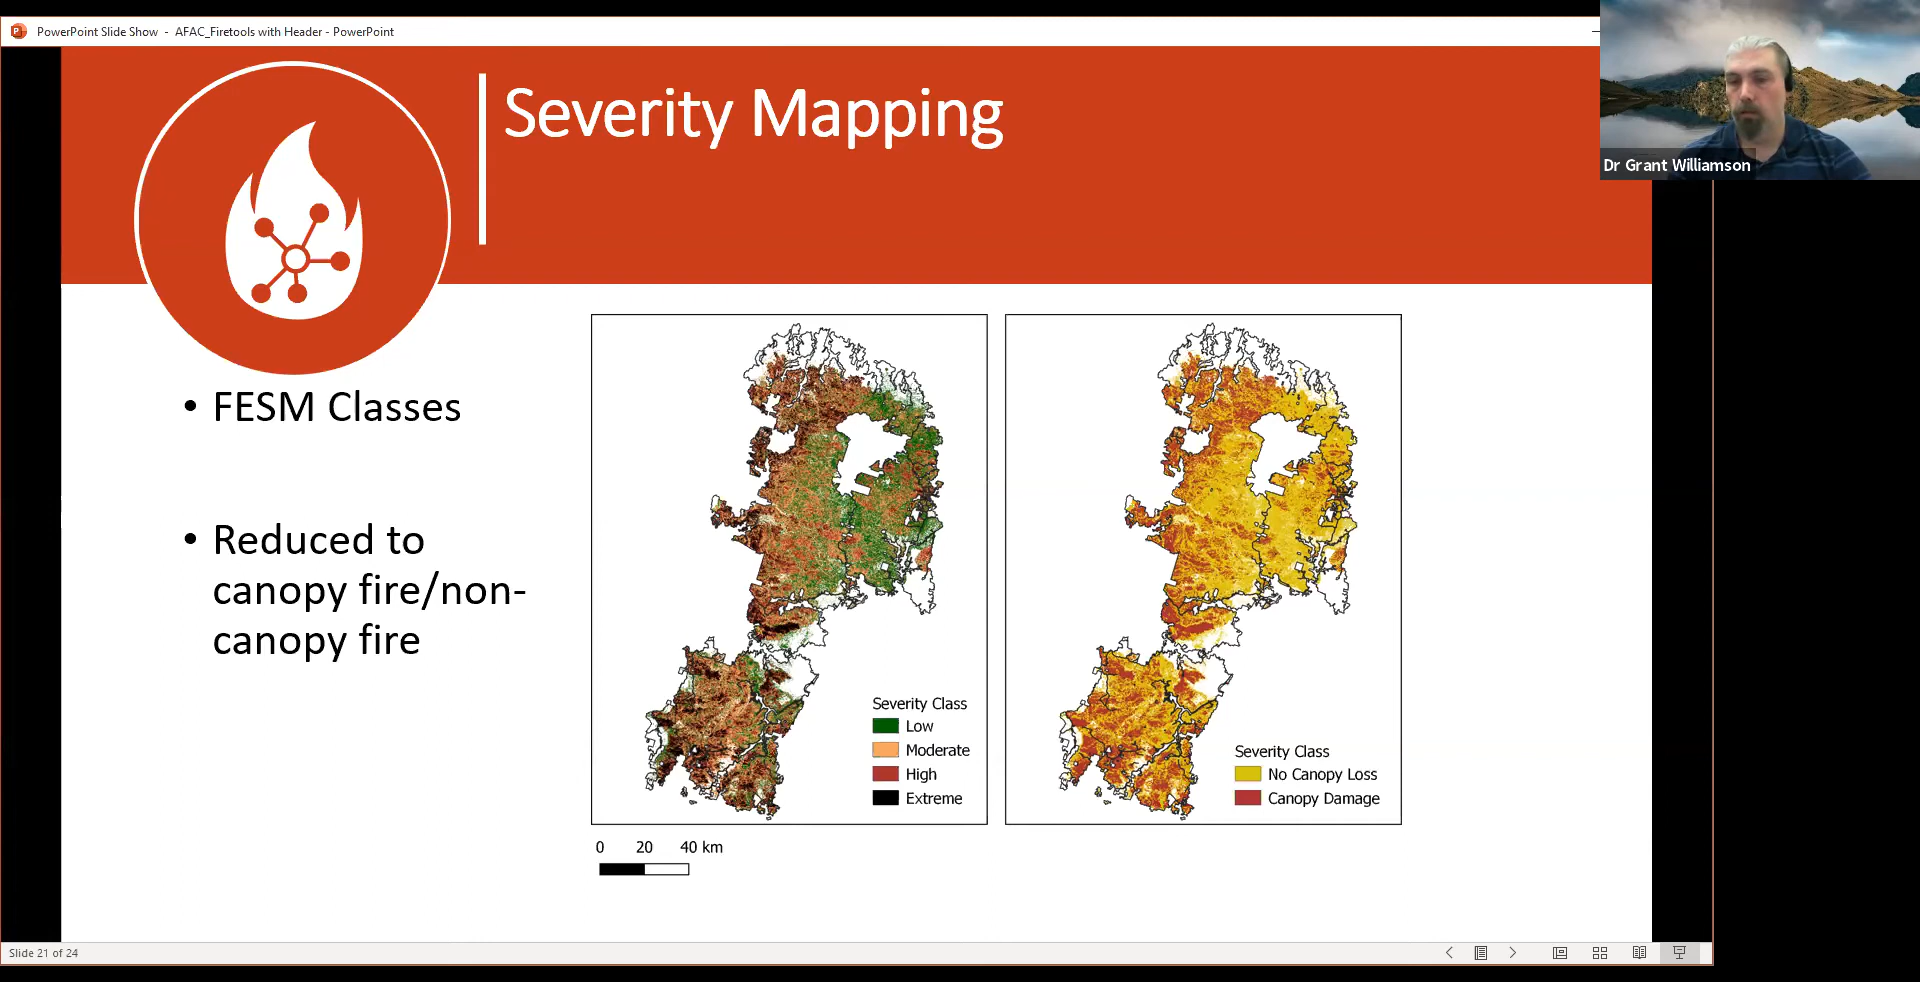 PowerPoint Slide Show - AFAC_Firetools with Header - PowerPoint
Dr Grant Williamson
Severity Mapping
• FESM Classes
• Reduced to
canopy fire/non-
canopy fire
Severity Class
Low
Moderate
High
Extreme
Severity Class
No Canopy Loss
Canopy Damage
0 20 40 km
Slide 21 of 24